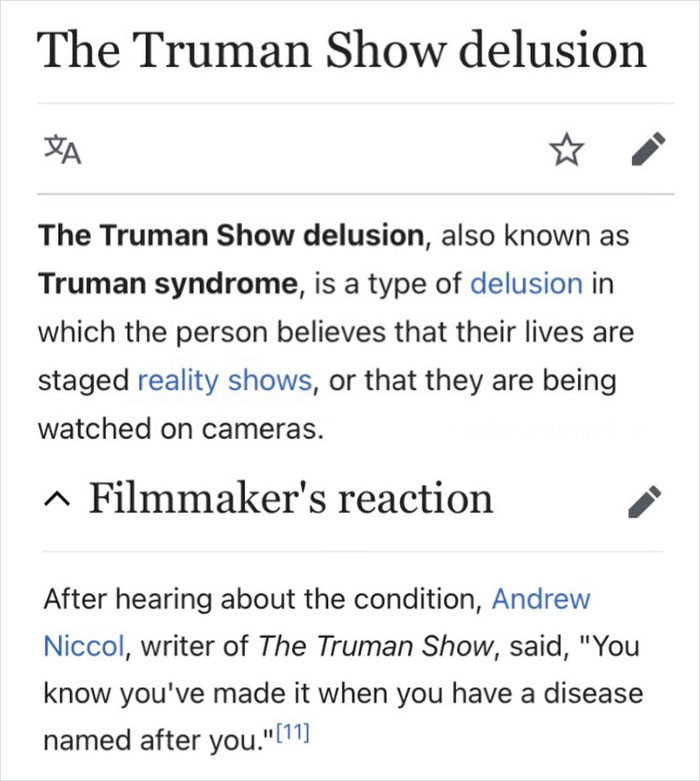 The Truman Show delusion
文A
The Truman Show delusion, also known as
Truman syndrome, is a type of delusion in
which the person believes that their lives are
staged reality shows, or that they are being
watched on cameras.
Filmmaker's reaction
After hearing about the condition, Andrew
Niccol, writer of The Truman Show, said, "You
know you've made it when you have a disease
named after you."[11]